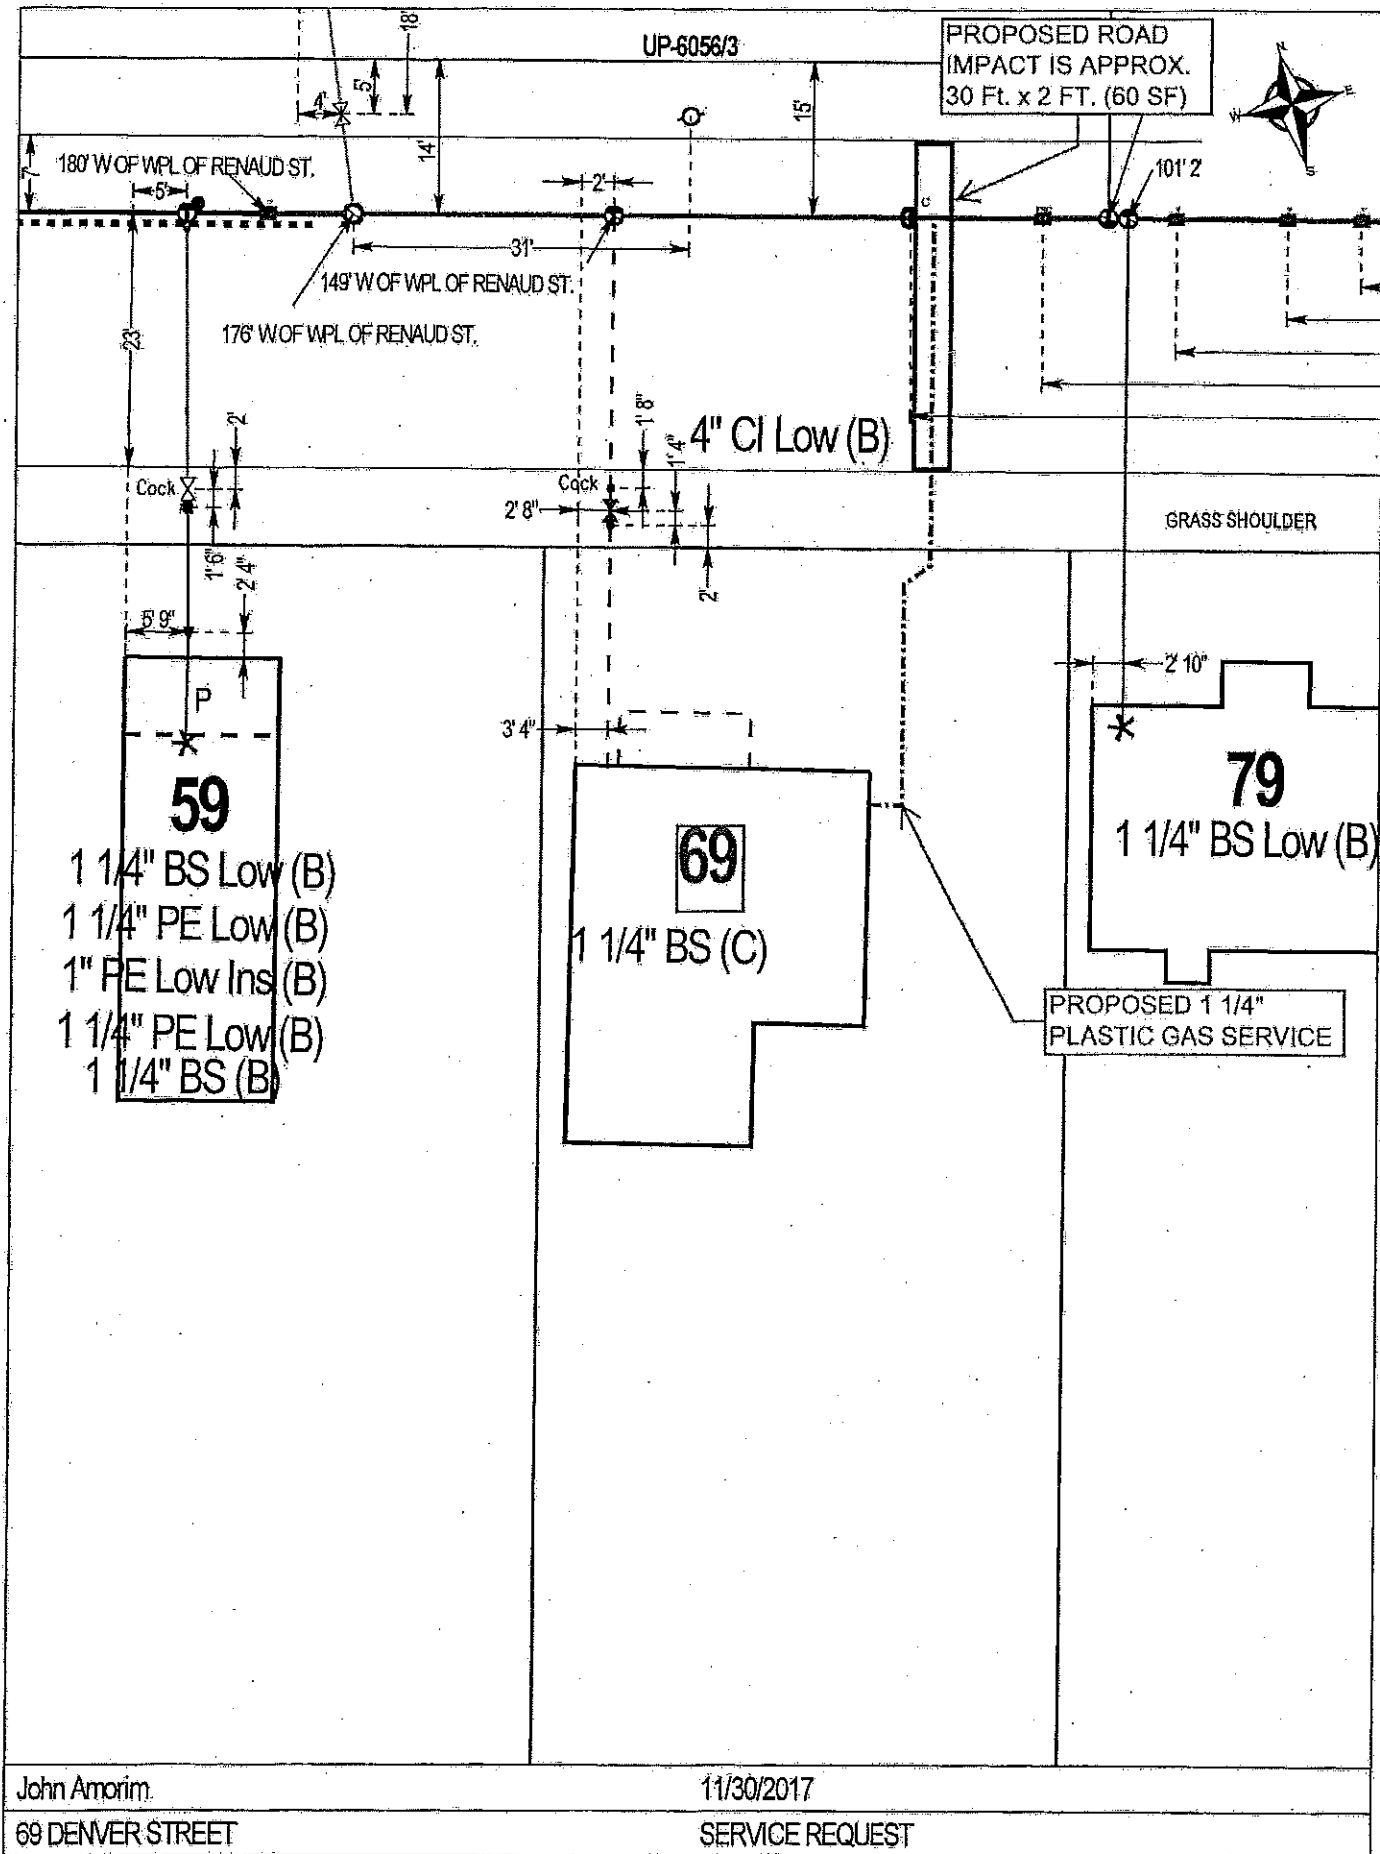 18'
UP-6056/3
PROPOSED ROAD
IMPACT IS APPROX.
30 Ft. x 2 FT. (60 SF)
N
E
W
S
5'
4'
14'
15'
7'
180' W OF WPL OF RENAUD ST.
5'
2'
101' 2"
C
31'
149' W OF WPL OF RENAUD ST.
176' W OF WPL OF RENAUD ST.
23'
2'
1' 8"
1' 4"
4" CI Low (B)
Cock
Cock
2' 8"
GRASS SHOULDER
1' 6"
2' 4"
2'
5' 9"
2' 10"
P
3' 4"
59
1 1/4" BS Low (B)
1 1/4" PE Low (B)
1" PE Low Ins (B)
1 1/4" PE Low (B)
1 1/4" BS (B)
69
1 1/4" BS (C)
79
1 1/4" BS Low (B)
PROPOSED 1 1/4"
PLASTIC GAS SERVICE
John Amorim
11/30/2017
69 DENVER STREET
SERVICE REQUEST